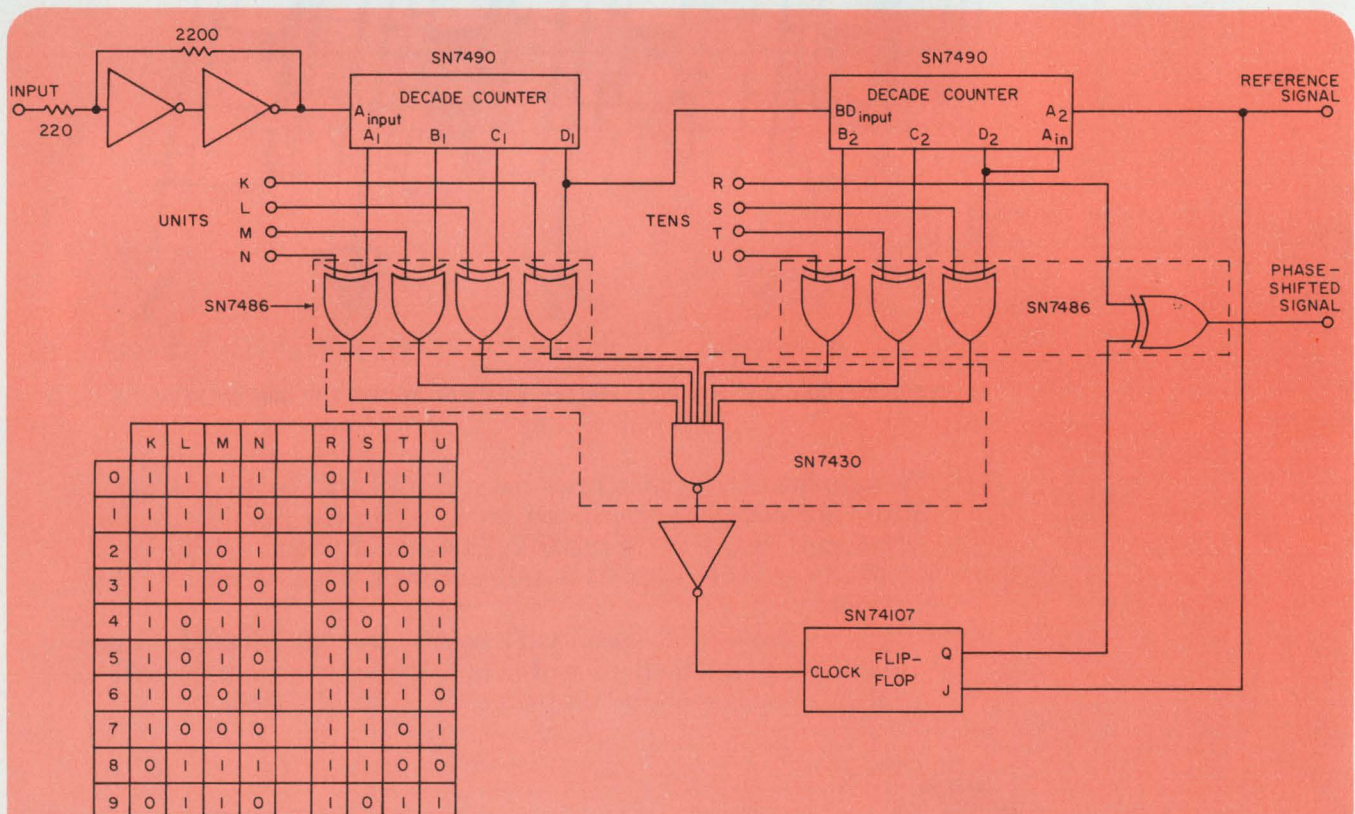 2200
SN7490
SN7490
INPUT
220
DECADE COUNTER
A input
A1 B1 C1 D1
DECADE COUNTER
BD input A2
B2 C2 D2 A in
REFERENCE
SIGNAL
K
L
UNITS
M
N
R
S
TENS
T
U
SN7486
SN7486
PHASE-
SHIFTED
SIGNAL
SN7430
SN74107
CLOCK FLIP-
FLOP
Q
J
K L M N R S T U
0 1 1 1 1 0 1 1 1
1 1 1 1 0 0 1 1 0
2 1 1 0 1 0 1 0 1
3 1 1 0 0 0 1 0 0
4 1 0 1 1 0 0 1 1
5 1 0 1 0 1 1 1 1
6 1 0 0 1 1 1 1 0
7 1 0 0 0 1 1 0 1
8 0 1 1 1 1 1 0 0
9 0 1 1 0 1 0 1 1